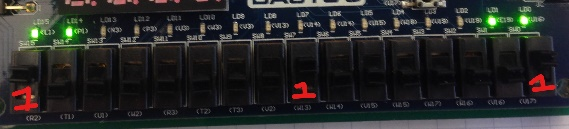 LD15 LD14 LD13 LD12 LD11 LD10 LD9 LD8 LD7 LD6 LD5 LD4 LD3 LD2 LD1 LD0
(L1) (P1) (N3) (P3) (U3) (W3) (V3) (V13) (V14) (U14) (U15) (W18) (V19) (U19) (E19) (U16)
SW15 SW14 SW13 SW12 SW11 SW10 SW9 SW8 SW7 SW6 SW5 SW4 SW3 SW2 SW1 SW0
1 1 1
(R2) (T1) (U1) (W2) (R3) (T2) (T3) (V2) (W13) (W14) (V15) (W15) (W17) (W16) (V16) (V17)